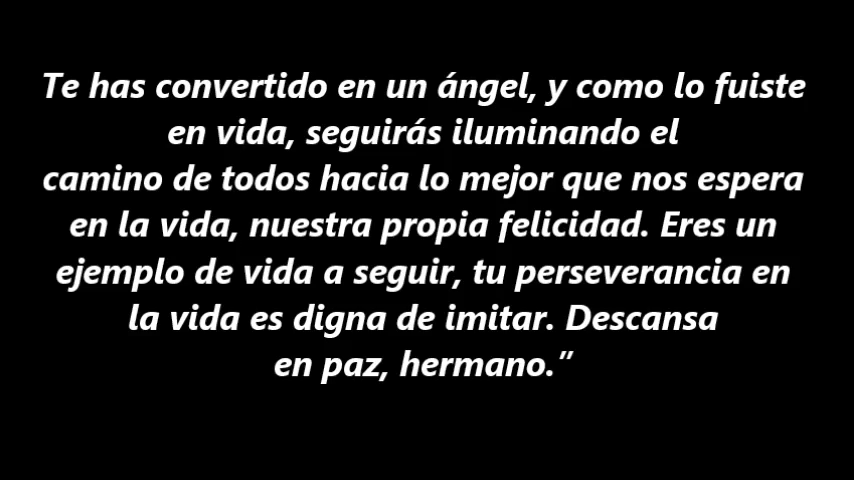 Te has convertido en un ángel, y como lo fuiste
en vida, seguirás iluminando el
camino de todos hacia lo mejor que nos espera
en la vida, nuestra propia felicidad. Eres un
ejemplo de vida a seguir, tu perseverancia en
la vida es digna de imitar. Descansa
en paz, hermano.”